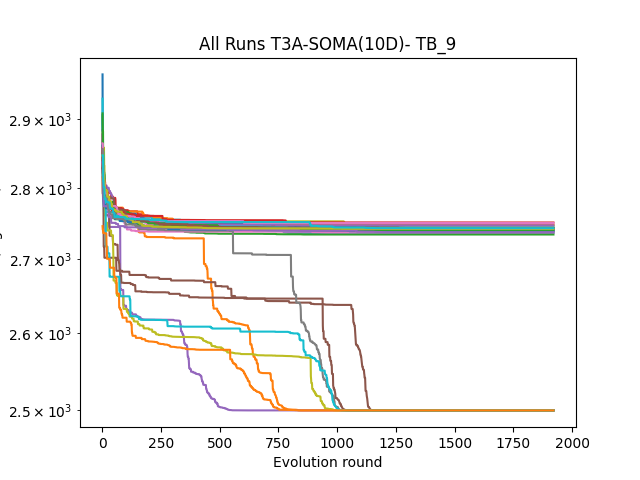 All Runs T3A-SOMA(10D)- TB_9
2.9 × 10³
2.8 × 10³
2.7 × 10³
2.6 × 10³
2.5 × 10³
0 250 500 750 1000 1250 1500 1750 2000
Evolution round